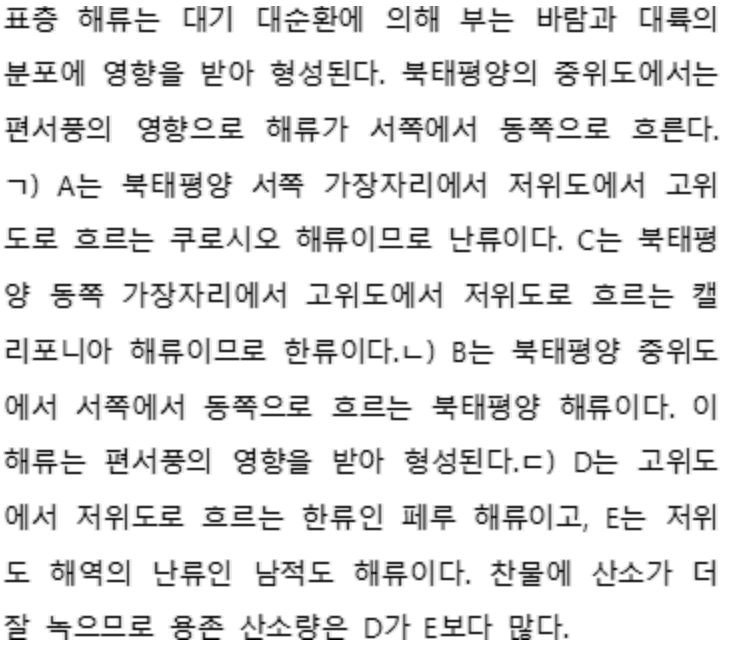 표층 해류는 대기 대순환에 의해 부는 바람과 대륙의
분포에 영향을 받아 형성된다. 북태평양의 중위도에서는
편서풍의 영향으로 해류가 서쪽에서 동쪽으로 흐른다.
ㄱ) A는 북태평양 서쪽 가장자리에서 저위도에서 고위
도로 흐르는 쿠로시오 해류이므로 난류이다. C는 북태평
양 동쪽 가장자리에서 고위도에서 저위도로 흐르는 캘
리포니아 해류이므로 한류이다.ㄴ) B는 북태평양 중위도
에서 서쪽에서 동쪽으로 흐르는 북태평양 해류이다. 이
해류는 편서풍의 영향을 받아 형성된다.ㄷ) D는 고위도
에서 저위도로 흐르는 한류인 페루 해류이고, E는 저위
도 해역의 난류인 남적도 해류이다. 찬물에 산소가 더
잘 녹으므로 용존 산소량은 D가 E보다 많다.